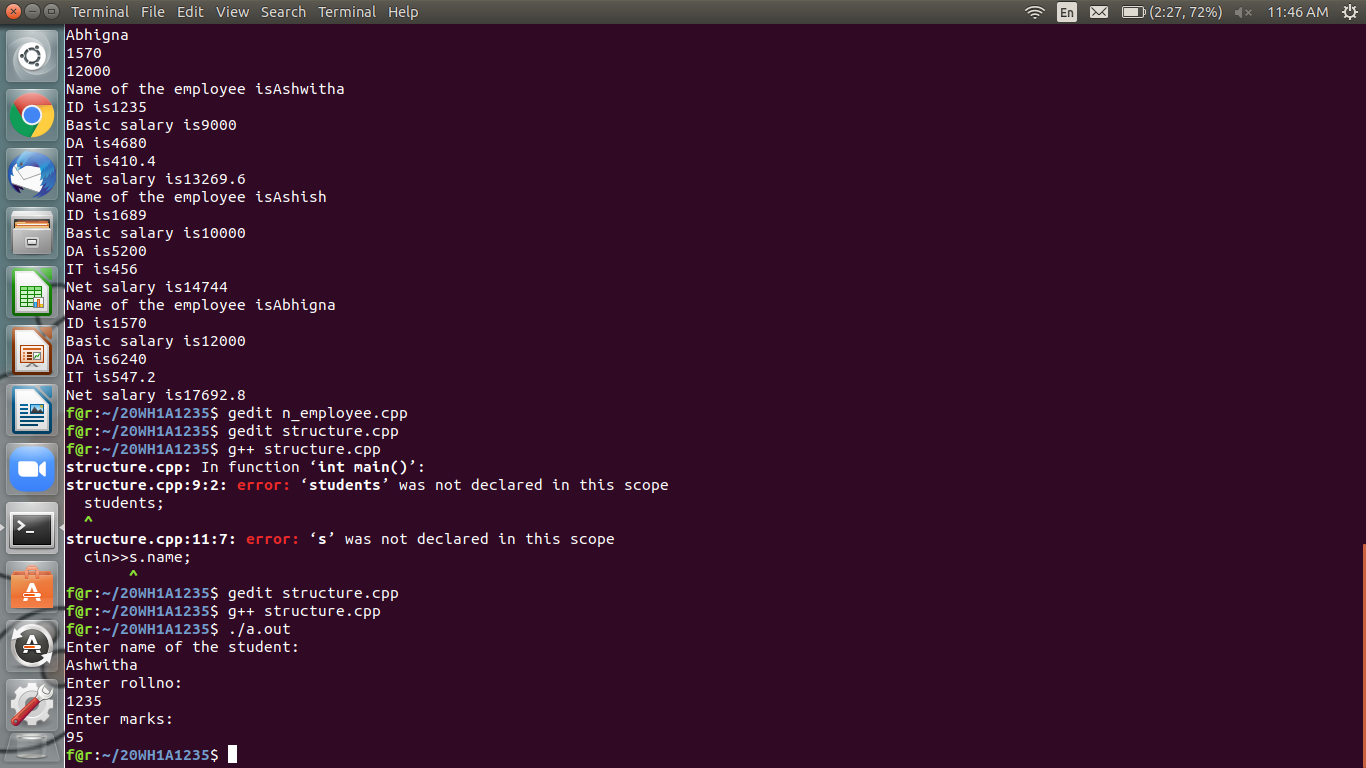 Terminal File Edit View Search Terminal Help En (2:27, 72%) 11:46 AM
Abhigna
1570
12000
Name of the employee isAshwitha
ID is1235
Basic salary is9000
DA is4680
IT is410.4
Net salary is13269.6
Name of the employee isAshish
ID is1689
Basic salary is10000
DA is5200
IT is456
Net salary is14744
Name of the employee isAbhigna
ID is1570
Basic salary is12000
DA is6240
IT is547.2
Net salary is17692.8
f@r:~/20WH1A1235$ gedit n_employee.cpp
f@r:~/20WH1A1235$ gedit structure.cpp
f@r:~/20WH1A1235$ g++ structure.cpp
structure.cpp: In function ‘int main()’:
structure.cpp:9:2: error: ‘students’ was not declared in this scope
  students;
  ^
structure.cpp:11:7: error: ‘s’ was not declared in this scope
  cin>>s.name;
       ^
f@r:~/20WH1A1235$ gedit structure.cpp
f@r:~/20WH1A1235$ g++ structure.cpp
f@r:~/20WH1A1235$ ./a.out
Enter name of the student:
Ashwitha
Enter rollno:
1235
Enter marks:
95
f@r:~/20WH1A1235$